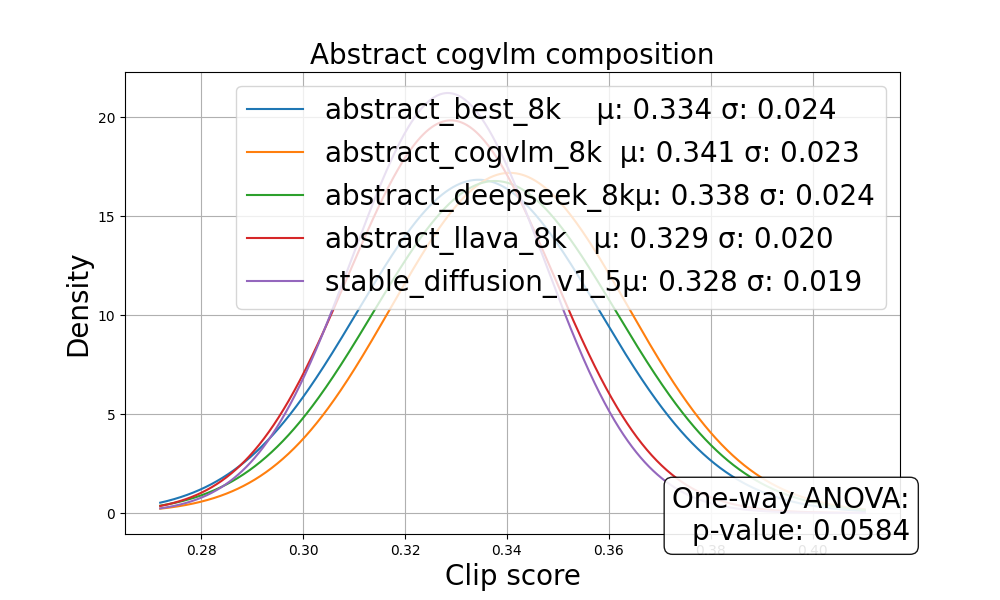 Abstract cogvlm composition
abstract_best_8k μ: 0.334 σ: 0.024
abstract_cogvlm_8k μ: 0.341 σ: 0.023
abstract_deepseek_8kμ: 0.338 σ: 0.024
abstract_llava_8k μ: 0.329 σ: 0.020
stable_diffusion_v1_5μ: 0.328 σ: 0.019
Density
20
15
10
5
0
One-way ANOVA:
p-value: 0.0584
0.28 0.30 0.32 0.34 0.36 0.38 0.40
Clip score